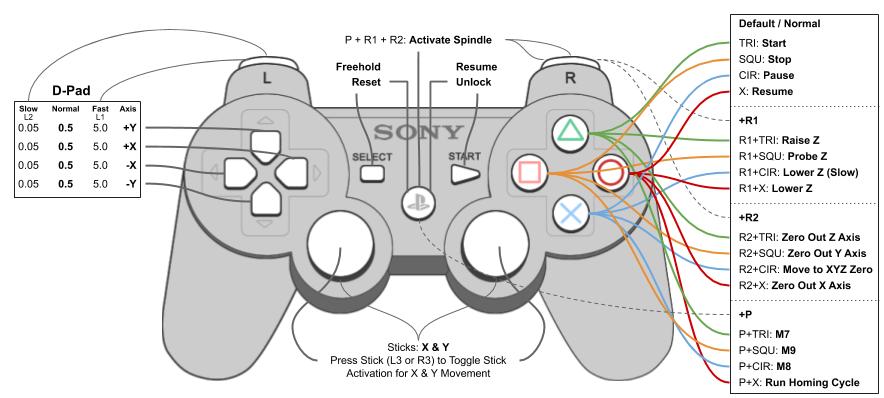 P + R1 + R2: Activate Spindle
Freehold
Reset
Resume
Unlock
L
R
D-Pad
Slow Normal Fast Axis
L2 L1
0.05 0.5 5.0 +Y
0.05 0.5 5.0 +X
0.05 0.5 5.0 -X
0.05 0.5 5.0 -Y
SONY
SELECT
START
Sticks: X & Y
Press Stick (L3 or R3) to Toggle Stick
Activation for X & Y Movement
Default / Normal
TRI: Start
SQU: Stop
CIR: Pause
X: Resume
+R1
R1+TRI: Raise Z
R1+SQU: Probe Z
R1+CIR: Lower Z (Slow)
R1+X: Lower Z
+R2
R2+TRI: Zero Out Z Axis
R2+SQU: Zero Out Y Axis
R2+CIR: Move to XYZ Zero
R2+X: Zero Out X Axis
+P
P+TRI: M7
P+SQU: M9
P+CIR: M8
P+X: Run Homing Cycle